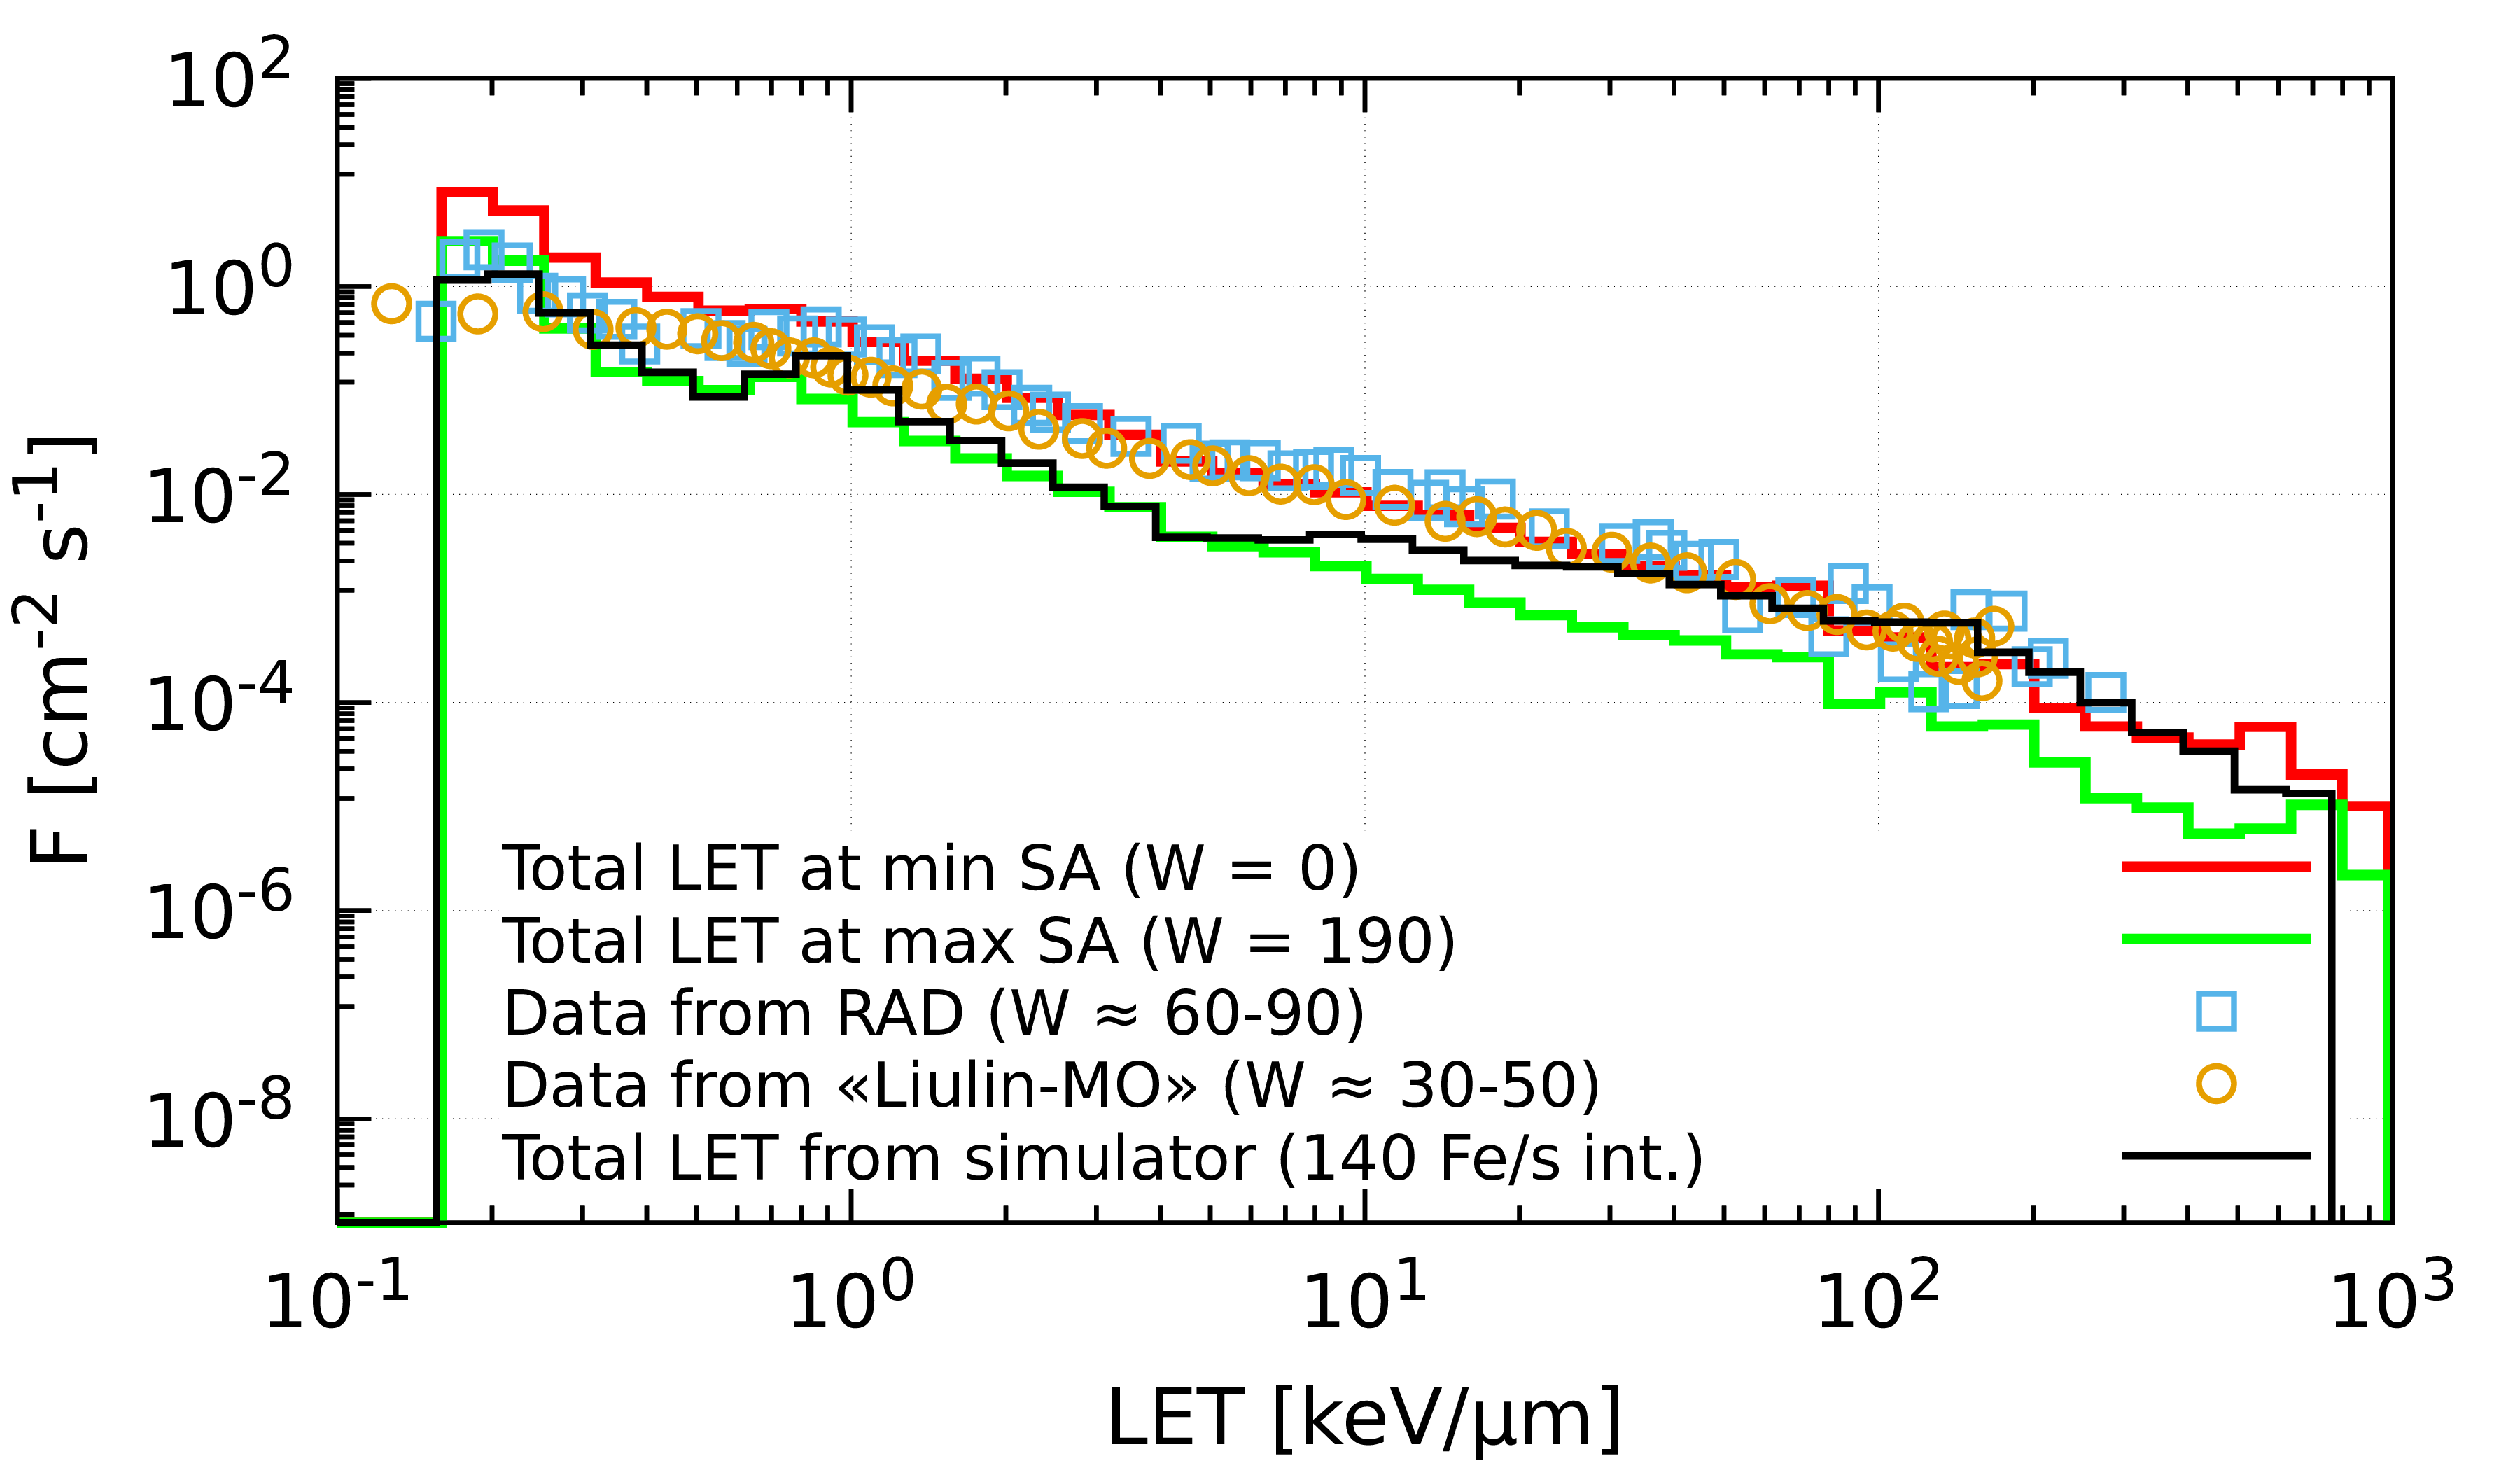 10^2
10^0
10^-2
10^-4
10^-6
10^-8
F [cm^-2 s^-1]
Total LET at min SA (W = 0)
Total LET at max SA (W = 190)
Data from RAD (W ≈ 60-90)
Data from «Liulin-MO» (W ≈ 30-50)
Total LET from simulator (140 Fe/s int.)
10^-1 10^0 10^1 10^2 10^3
LET [keV/μm]